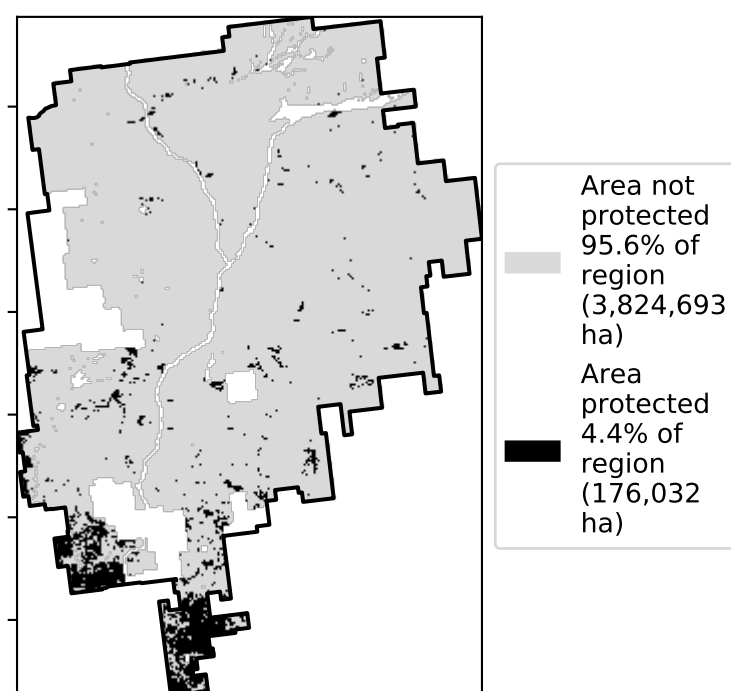 Area not
protected
95.6% of
region
(3,824,693
ha)
Area
protected
4.4% of
region
(176,032
ha)